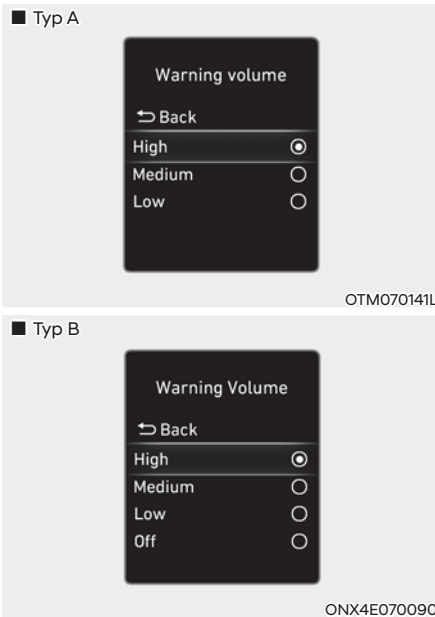 ■ Typ A
Warning volume
⮌ Back
High
Medium
Low
OTM070141L
■ Typ B
Warning Volume
⮌ Back
High
Medium
Low
Off
ONX4E070090